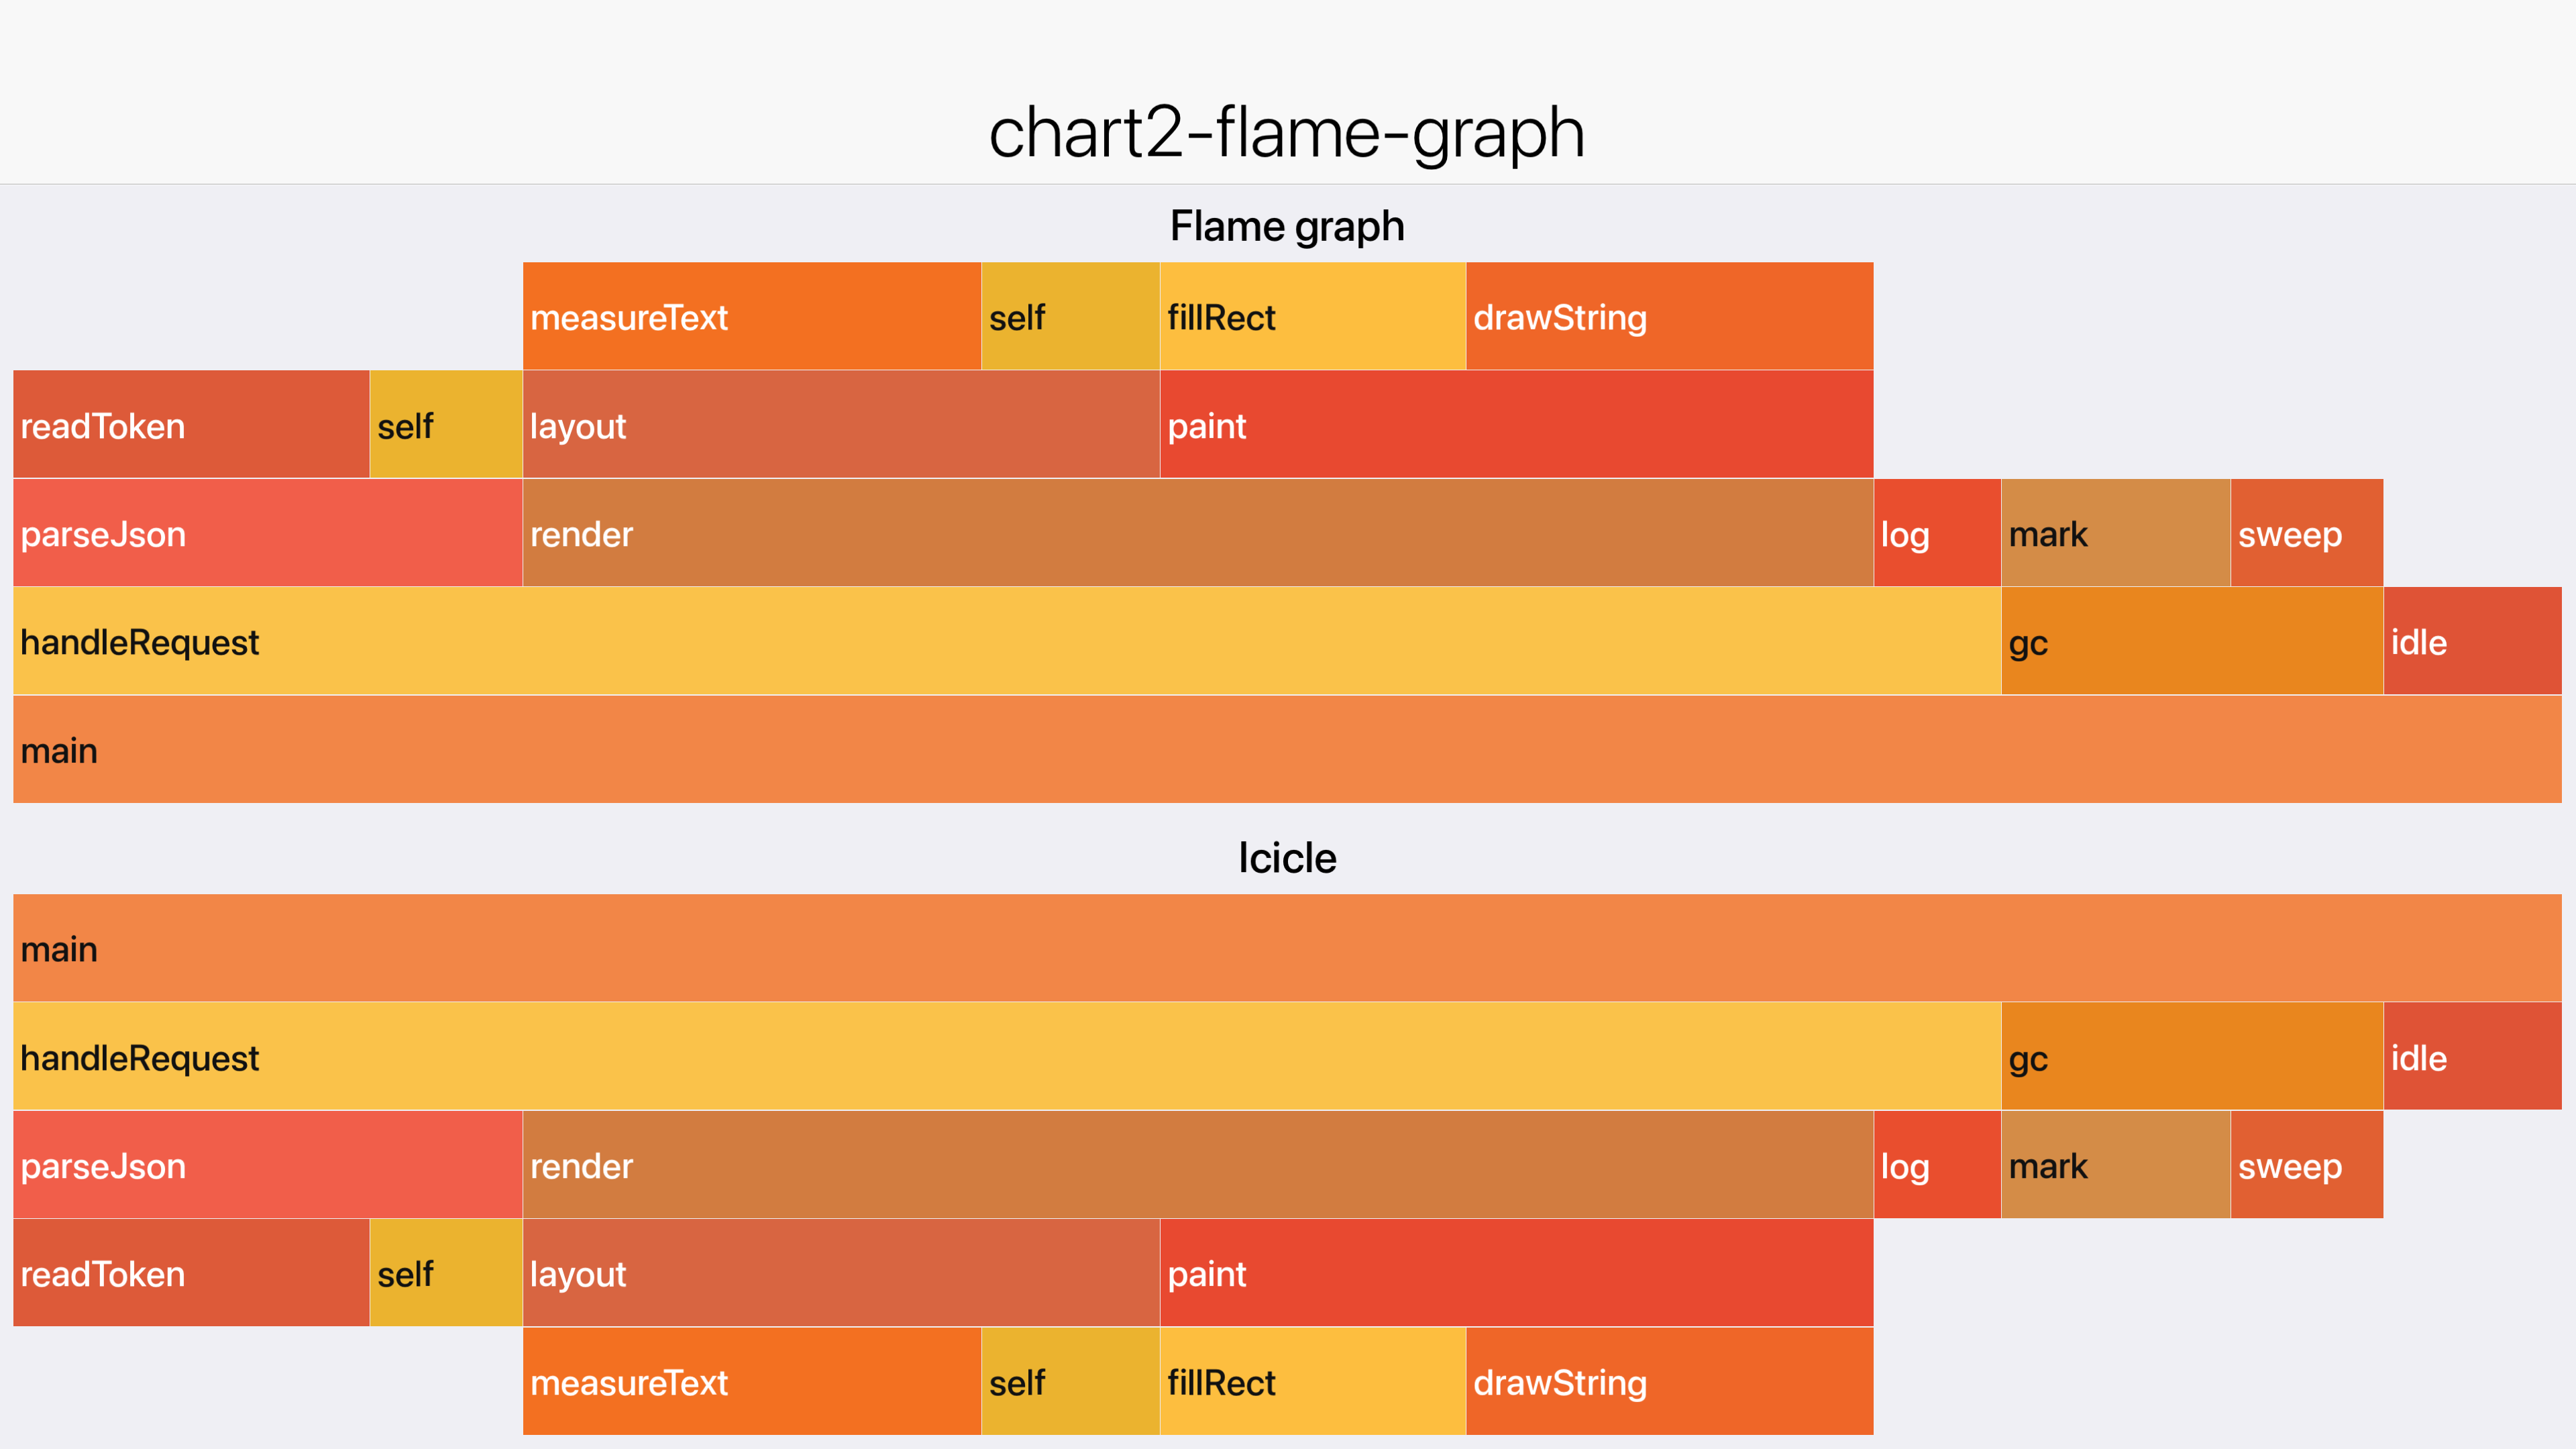 chart2-flame-graph
Flame graph
measureText self fillRect drawString
readToken self layout paint
parseJson render log mark sweep
handleRequest gc idle
main
Icicle
main
handleRequest gc idle
parseJson render log mark sweep
readToken self layout paint
measureText self fillRect drawString